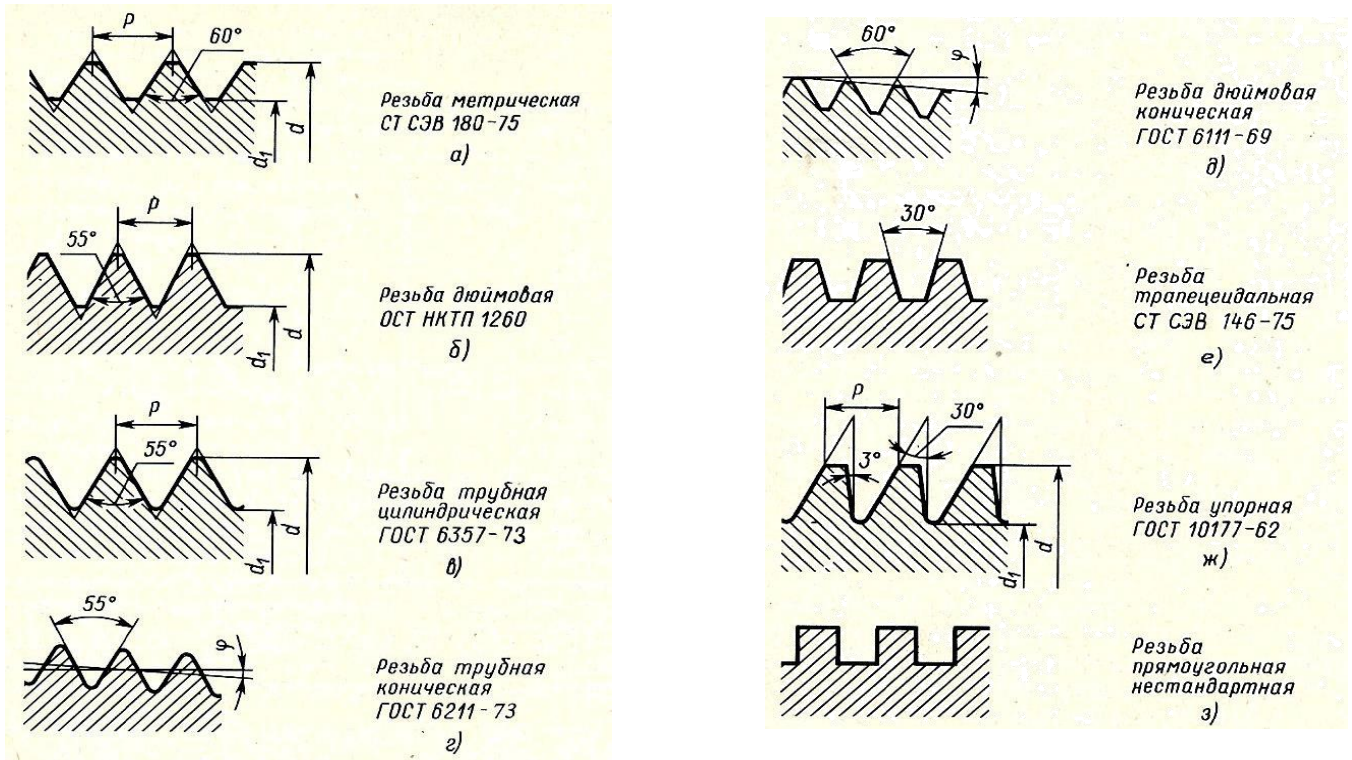 P
60°
Резьба метрическая
СТ СЭВ 180-75
а)
d₁
d
P
55°
Резьба дюймовая
ОСТ НКТП 1260
б)
d₁
d
P
55°
Резьба трубная
цилиндрическая
ГОСТ 6357-73
в)
d₁
d
55°
φ
Резьба трубная
коническая
ГОСТ 6211-73
г)
60°
φ
Резьба дюймовая
коническая
ГОСТ 6111-69
д)
30°
Резьба
трапецеидальная
СТ СЭВ 146-75
е)
P
30°
3°
Резьба упорная
ГОСТ 10177-62
ж)
d₁
d
Резьба
прямоугольная
нестандартная
з)